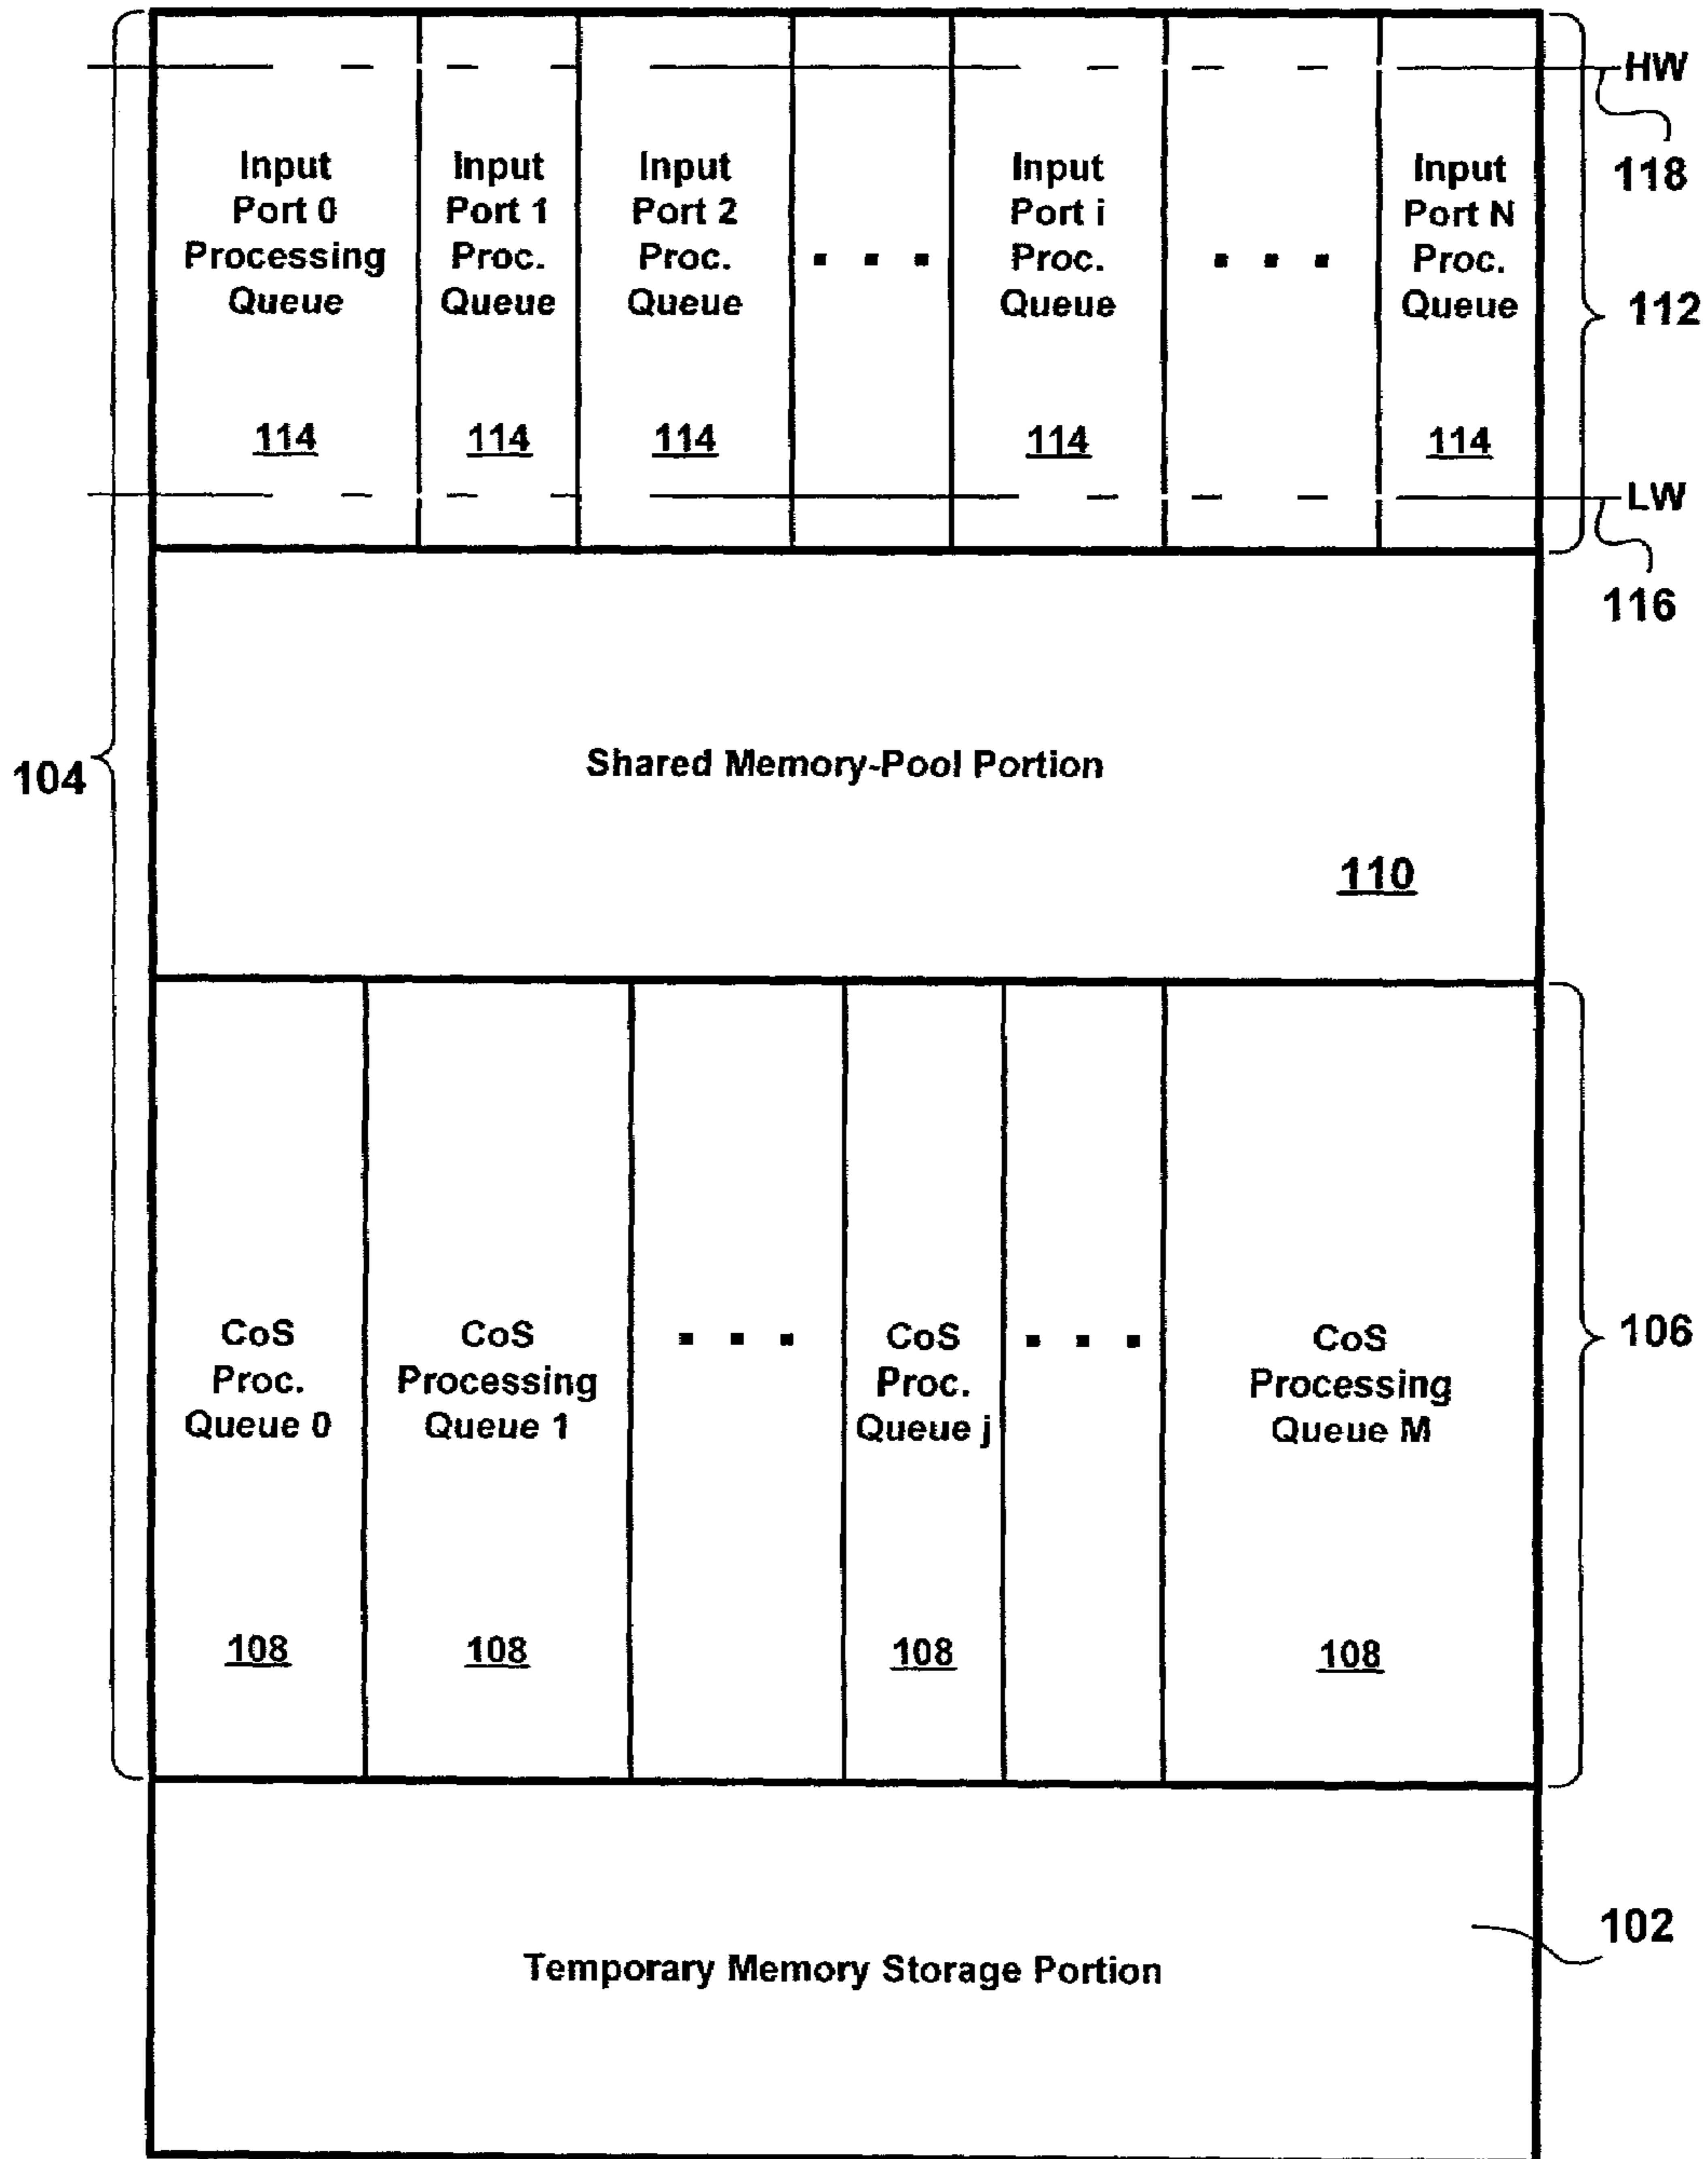 HW
118
Input
Port 0
Processing
Queue
114
Input
Port 1
Proc.
Queue
114
Input
Port 2
Proc.
Queue
114
. . .
Input
Port i
Proc.
Queue
114
. . .
Input
Port N
Proc.
Queue
114
112
LW
116
104
Shared Memory-Pool Portion
110
CoS
Proc.
Queue 0
108
CoS
Processing
Queue 1
108
. . .
CoS
Proc.
Queue j
108
. . .
CoS
Processing
Queue M
108
106
102
Temporary Memory Storage Portion